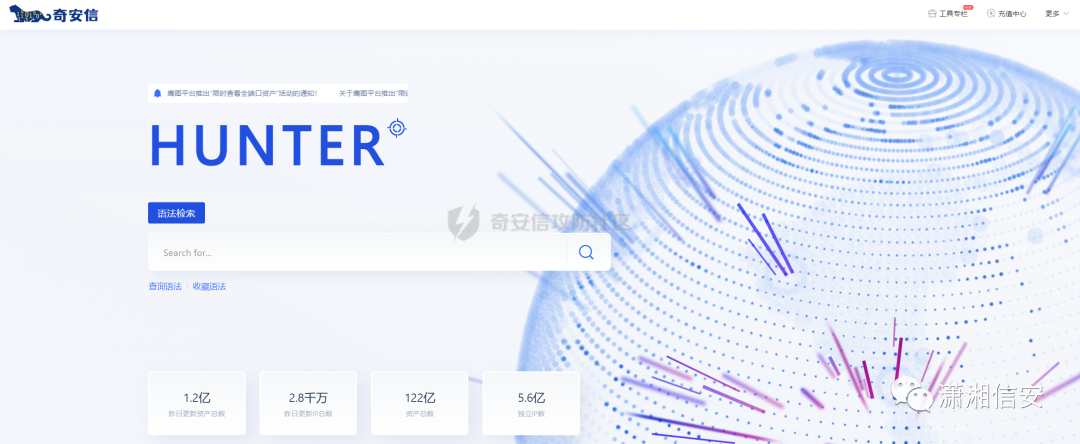 奇安信
工具专栏
充值中心
更多
鹰图平台推出"限时查看全端口资产"活动的通知! 关于鹰图平台推出"限
HUNTER
语法检索
奇安信攻防社区
Search for...
查询语法 收藏语法
1.2亿
昨日更新资产总数
2.8千万
昨日更新IP总数
122亿
资产总数
5.6亿
独立IP数
潇湘信安